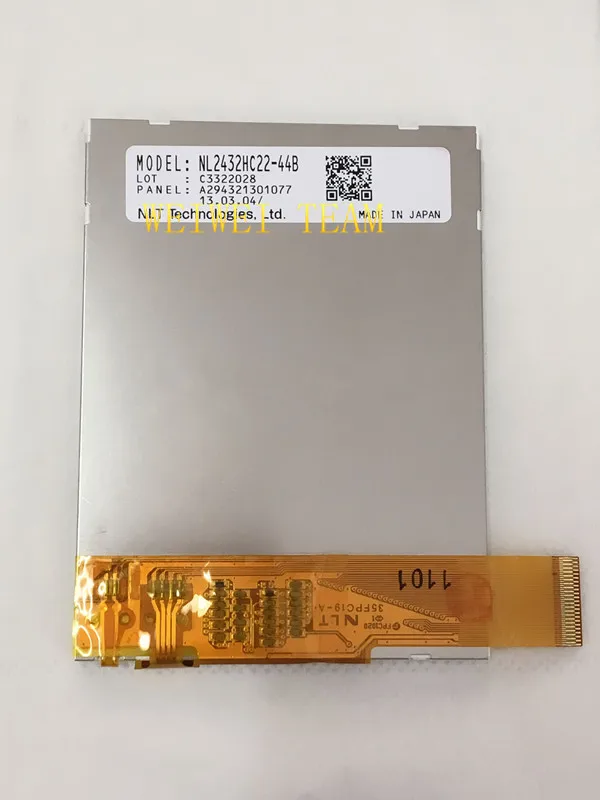 MODEL: NL2432HC22-44B
LOT : C3322028
PANEL: A294321301077
13.03.04/
NLT Technologies, Ltd. MADE IN JAPAN
WEIWEI TEAM
1101
35FPC19-A
NLT
FPC3020